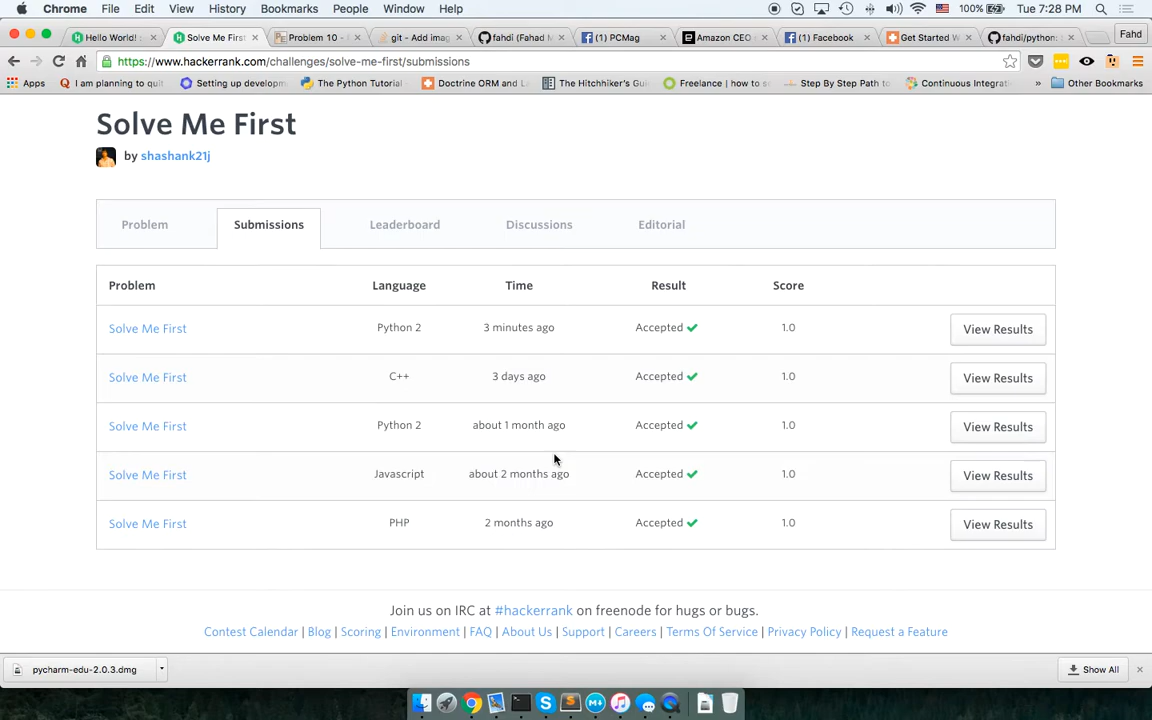 Chrome File Edit View History Bookmarks People Window Help 100% Tue 7:28 PM
Hello World! Solve Me First Problem 10 - git - Add imag fahdi (Fahad M (1) PCMag Amazon CEO (1) Facebook Get Started W fahdi/python: Fahd
https://www.hackerrank.com/challenges/solve-me-first/submissions
Apps I am planning to quit Setting up developm The Python Tutorial Doctrine ORM and La The Hitchhiker's Gu Freelance | how to s Step By Step Path to Continuous Integrati » Other Bookmarks
Solve Me First
by shashank21j
Problem Submissions Leaderboard Discussions Editorial
Problem Language Time Result Score
Solve Me First Python 2 3 minutes ago Accepted 1.0 View Results
Solve Me First C++ 3 days ago Accepted 1.0 View Results
Solve Me First Python 2 about 1 month ago Accepted 1.0 View Results
Solve Me First Javascript about 2 months ago Accepted 1.0 View Results
Solve Me First PHP 2 months ago Accepted 1.0 View Results
Join us on IRC at #hackerrank on freenode for hugs or bugs.
Contest Calendar | Blog | Scoring | Environment | FAQ | About Us | Support | Careers | Terms Of Service | Privacy Policy | Request a Feature
pycharm-edu-2.0.3.dmg Show All